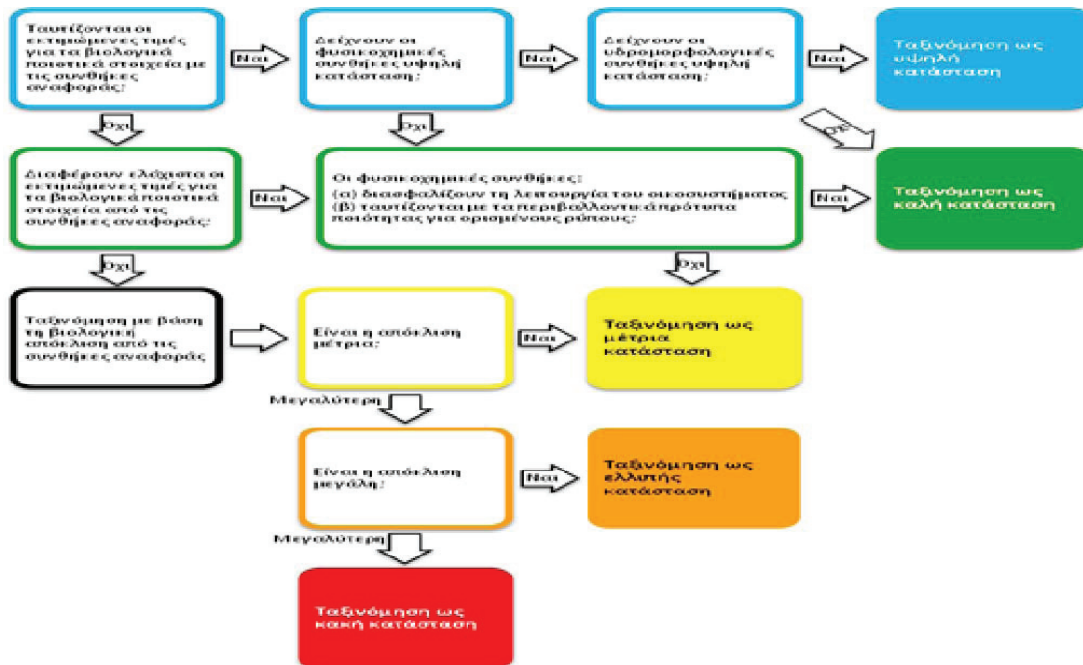 Ταυτίζονται οι
εκτιμώμενες τιμές
για τα βιολογικά
ποιοτικά στοιχεία με
τις συνθήκες
αναφοράς;
Ναι
Δείχνουν οι
φυσικοχημικές
συνθήκες υψηλή
κατάσταση;
Ναι
Δείχνουν οι
υδρομορφολογικές
συνθήκες υψηλή
κατάσταση;
Ναι
Ταξινόμηση ως
υψηλή
κατάσταση
Όχι
Όχι
Όχι
Διαφέρουν ελάχιστα οι
εκτιμώμενες τιμές για
τα βιολογικά ποιοτικά
στοιχεία από τις
συνθήκες αναφοράς;
Ναι
Οι φυσικοχημικές συνθήκες:
(α) διασφαλίζουν τη λειτουργία του οικοσυστήματος
(β) ταυτίζονται με τα περιβαλλοντικά πρότυπα
ποιότητας για ορισμένους ρύπους;
Ναι
Ταξινόμηση ως
καλή κατάσταση
Όχι
Όχι
Ταξινόμηση με βάση
τη βιολογική
απόκλιση από τις
συνθήκες αναφοράς
Είναι η απόκλιση
μέτρια;
Ναι
Ταξινόμηση ως
μέτρια
κατάσταση
Μεγαλύτερη
Είναι η απόκλιση
μεγάλη;
Ναι
Ταξινόμηση ως
ελλιπής
κατάσταση
Μεγαλύτερη
Ταξινόμηση ως
κακή κατάσταση